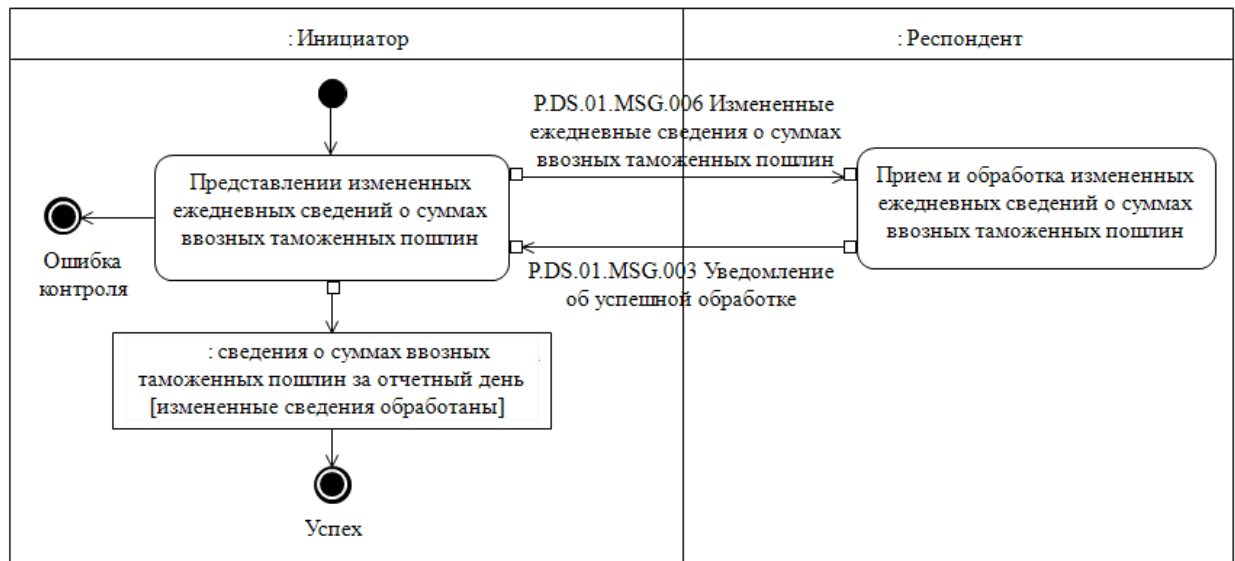 : Инициатор
: Респондент
P.DS.01.MSG.006 Измененные
ежедневные сведения о суммах
ввозных таможенных пошлин
Представлении измененных
ежедневных сведений о суммах
ввозных таможенных пошлин
Прием и обработка измененных
ежедневных сведений о суммах
ввозных таможенных пошлин
Ошибка
контроля
P.DS.01.MSG.003 Уведомление
об успешной обработке
: сведения о суммах ввозных
таможенных пошлин за отчетный день
[измененные сведения обработаны]
Успех